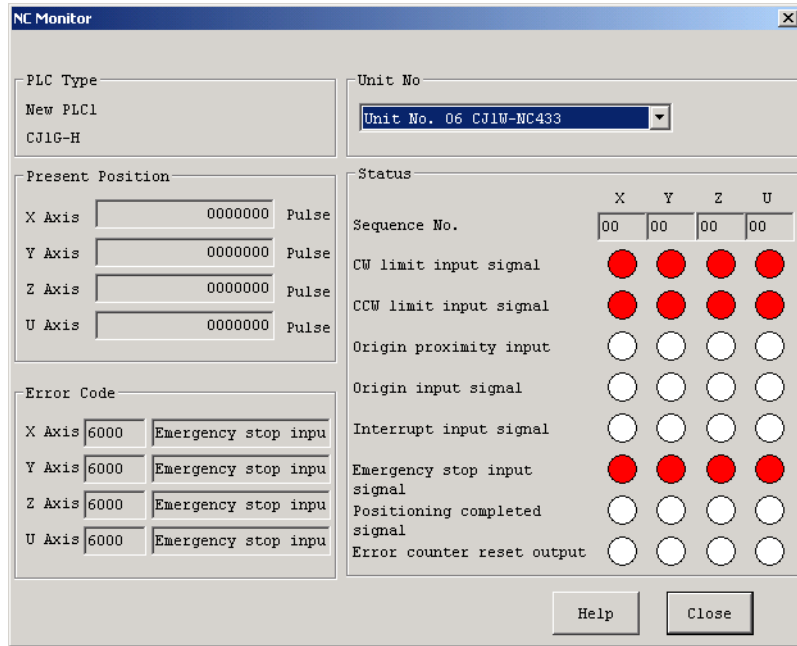 NC Monitor
PLC Type
New PLC1
CJ1G-H
Unit No
Unit No. 06 CJ1W-NC433
Present Position
X Axis 0000000 Pulse
Y Axis 0000000 Pulse
Z Axis 0000000 Pulse
U Axis 0000000 Pulse
Error Code
X Axis 6000 Emergency stop inpu
Y Axis 6000 Emergency stop inpu
Z Axis 6000 Emergency stop inpu
U Axis 6000 Emergency stop inpu
Status
X Y Z U
Sequence No. 00 00 00 00
CW limit input signal
CCW limit input signal
Origin proximity input
Origin input signal
Interrupt input signal
Emergency stop input
signal
Positioning completed
signal
Error counter reset output
Help Close